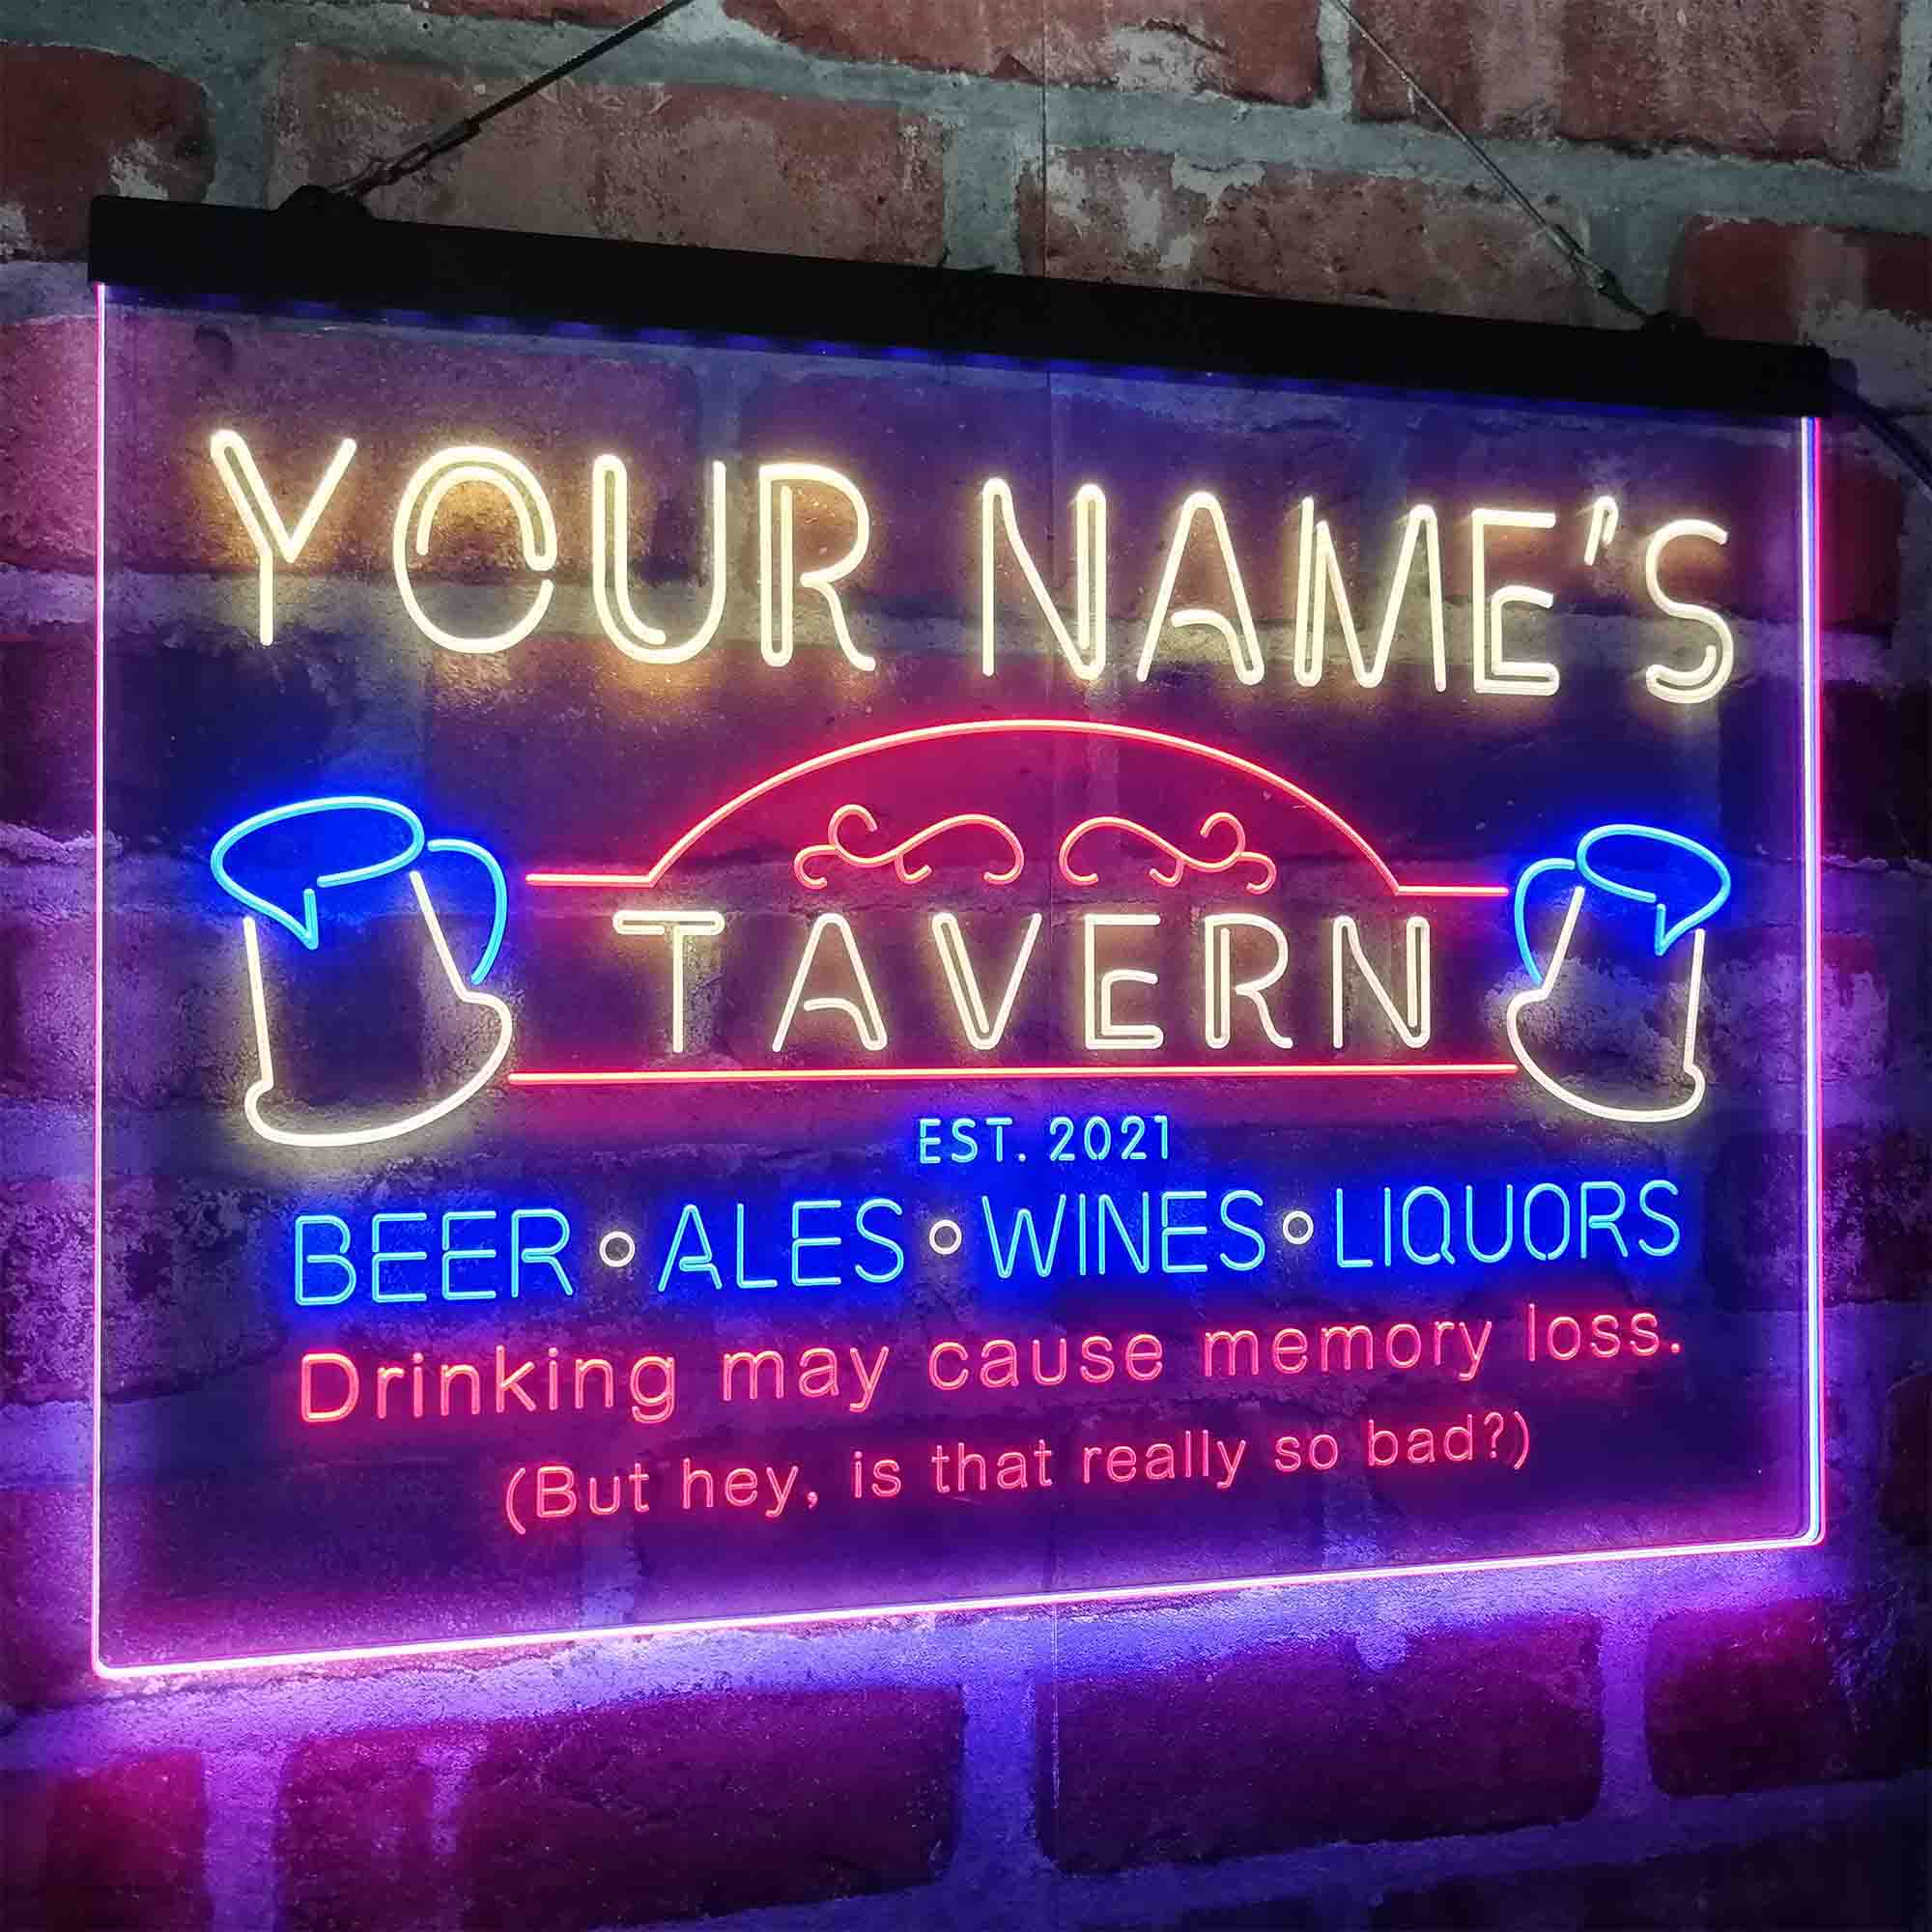 YOUR NAME'S
TAVERN
EST. 2021
BEER • ALES • WINES • LIQUORS
Drinking may cause memory loss.
(But hey, is that really so bad?)